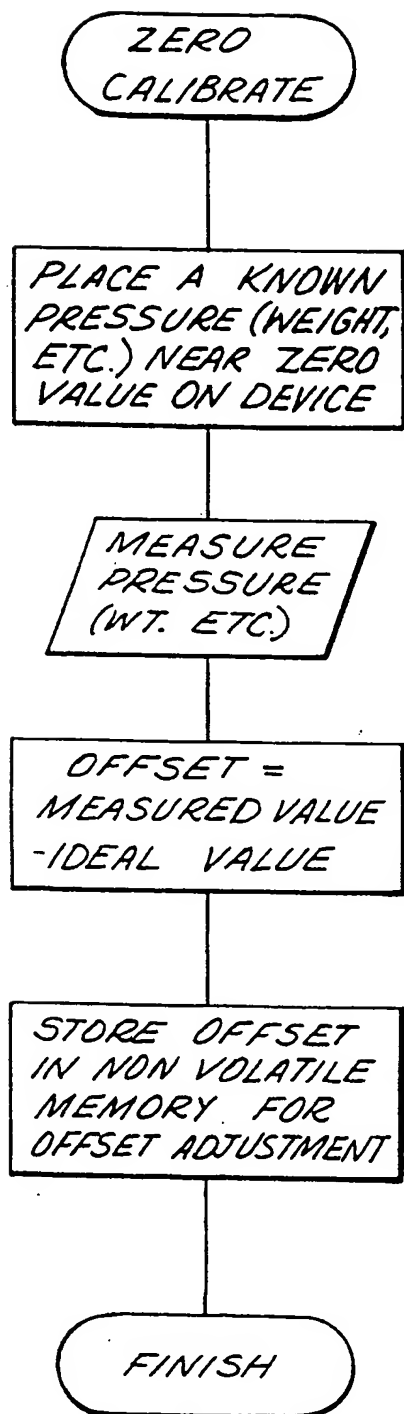 ZERO
CALIBRATE
PLACE A KNOWN
PRESSURE (WEIGHT,
ETC.) NEAR ZERO
VALUE ON DEVICE
MEASURE
PRESSURE
(WT. ETC.)
OFFSET =
MEASURED VALUE
-IDEAL VALUE
STORE OFFSET
IN NON VOLATILE
MEMORY FOR
OFFSET ADJUSTMENT
FINISH